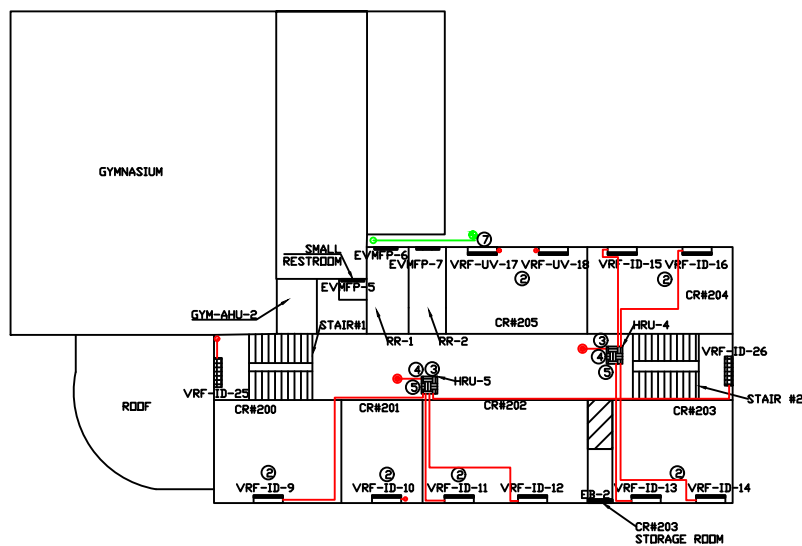 GYMNASIUM
SMALL
RESTROOM
EVMFP-6
7
EVMFP-7
VRF-UV-17
VRF-UV-18
VRF-ID-15
VRF-ID-16
2
2
EVMFP-5
CR#204
GYM-AHU-2
STAIR#1
RR-1
RR-2
CR#205
HRU-4
3
4
5
VRF-ID-26
VRF-ID-25
4
3
5
HRU-5
ROOF
CR#200
CR#201
CR#202
CR#203
STAIR #2
2
2
2
2
VRF-ID-9
VRF-ID-10
VRF-ID-11
VRF-ID-12
EB-2
VRF-ID-13
VRF-ID-14
CR#203
STORAGE ROOM